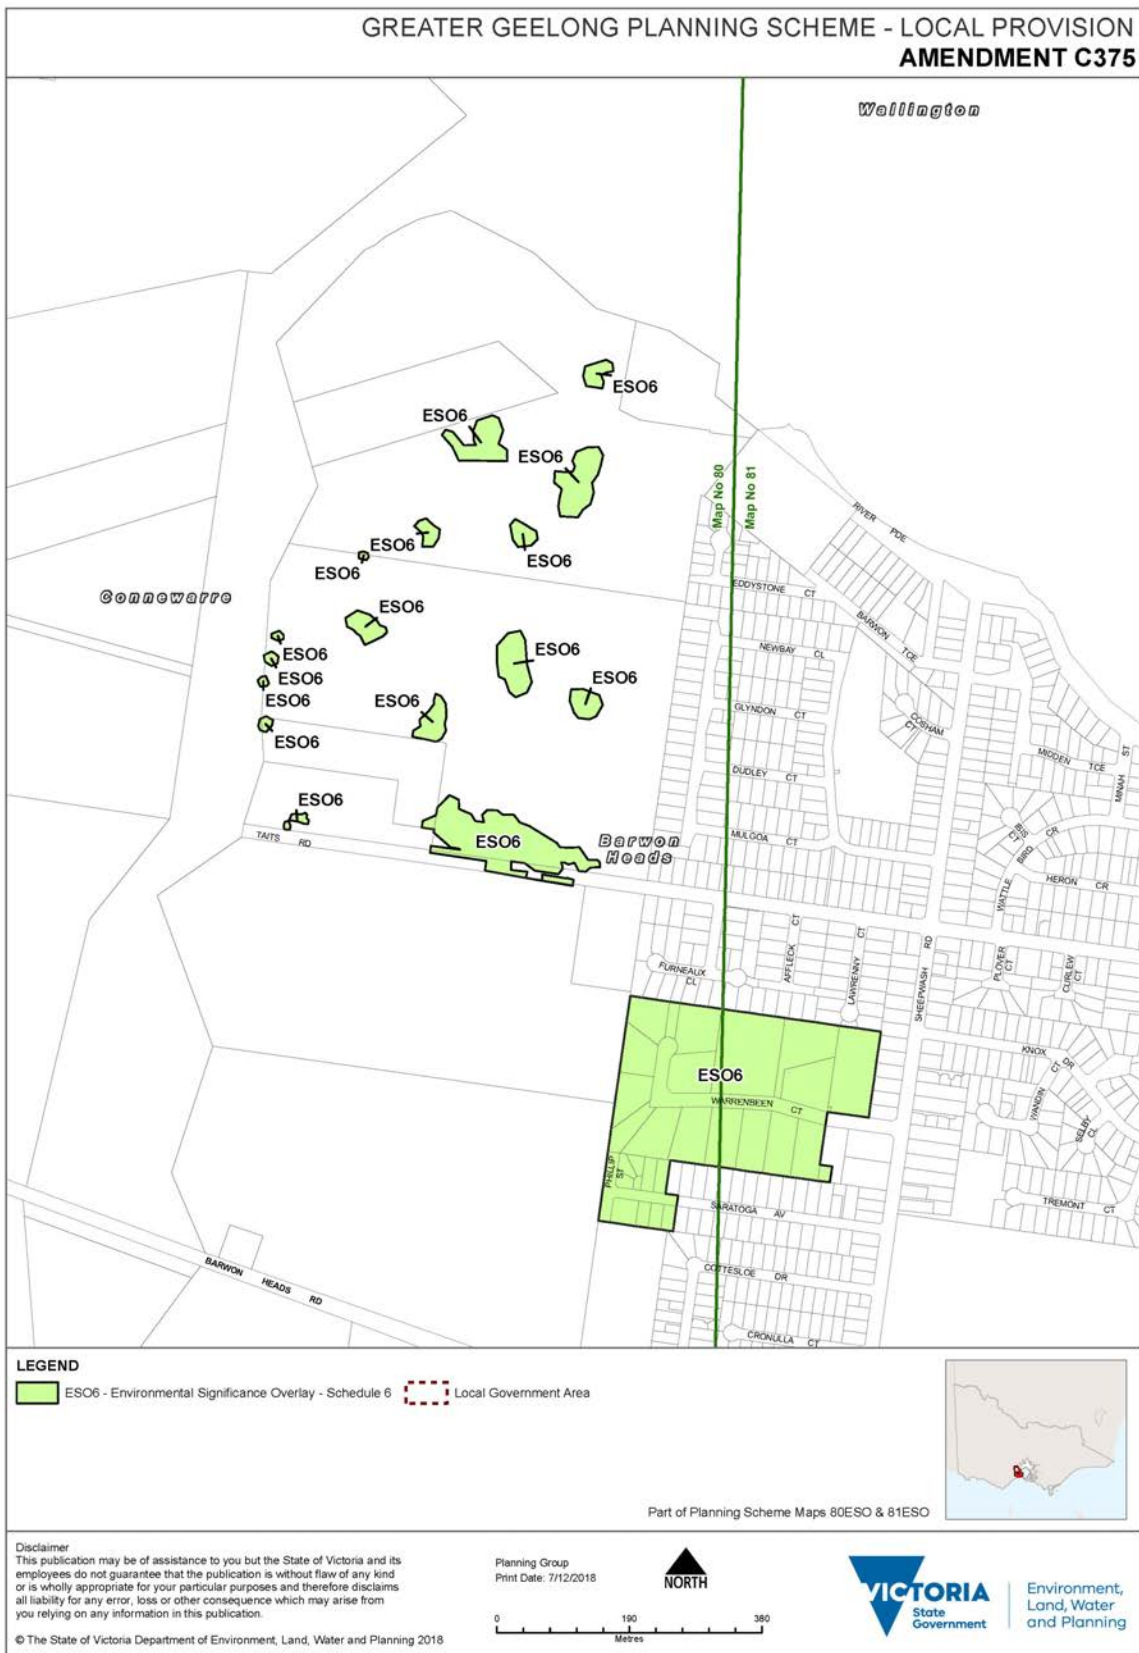 GREATER GEELONG PLANNING SCHEME - LOCAL PROVISION
AMENDMENT C375
Wallington
ESO6
ESO6
ESO6
Map No 80
Map No 81
RIVER PDE
ESO6
ESO6
ESO6
EDDYSTONE CT
Connewarre
ESO6
BARWON TCE
NEWBAY CL
ESO6
ESO6
ESO6
ESO6
ESO6
ESO6
GLYNDON CT
COSHAM CT
ESO6
MIDDEN TCE
MINAH ST
DUDLEY CT
ESO6
IBIS CT
BIRD CR
TAITS RD
ESO6
Barwon
Heads
MULGOA CT
WATTLE
HERON CR
AFFLECK CT
LAWRENNY CT
SHEEPWASH RD
PLOVER CT
CURLEW CT
FURNEAUX
CL
KNOX DR
ESO6
WARRENBEEN CT
WANDIN CT
SELBY CL
PHILLIP ST
SARATOGA AV
TREMONT CT
BARWON HEADS RD
COTTESLOE DR
CRONULLA CT
LEGEND
ESO6 - Environmental Significance Overlay - Schedule 6
Local Government Area
Part of Planning Scheme Maps 80ESO & 81ESO
Disclaimer
This publication may be of assistance to you but the State of Victoria and its
employees do not guarantee that the publication is without flaw of any kind
or is wholly appropriate for your particular purposes and therefore disclaims
all liability for any error, loss or other consequence which may arise from
you relying on any information in this publication.
© The State of Victoria Department of Environment, Land, Water and Planning 2018
Planning Group
Print Date: 7/12/2018
NORTH
0 190 380
Metres
VICTORIA
State
Government
Environment,
Land, Water
and Planning